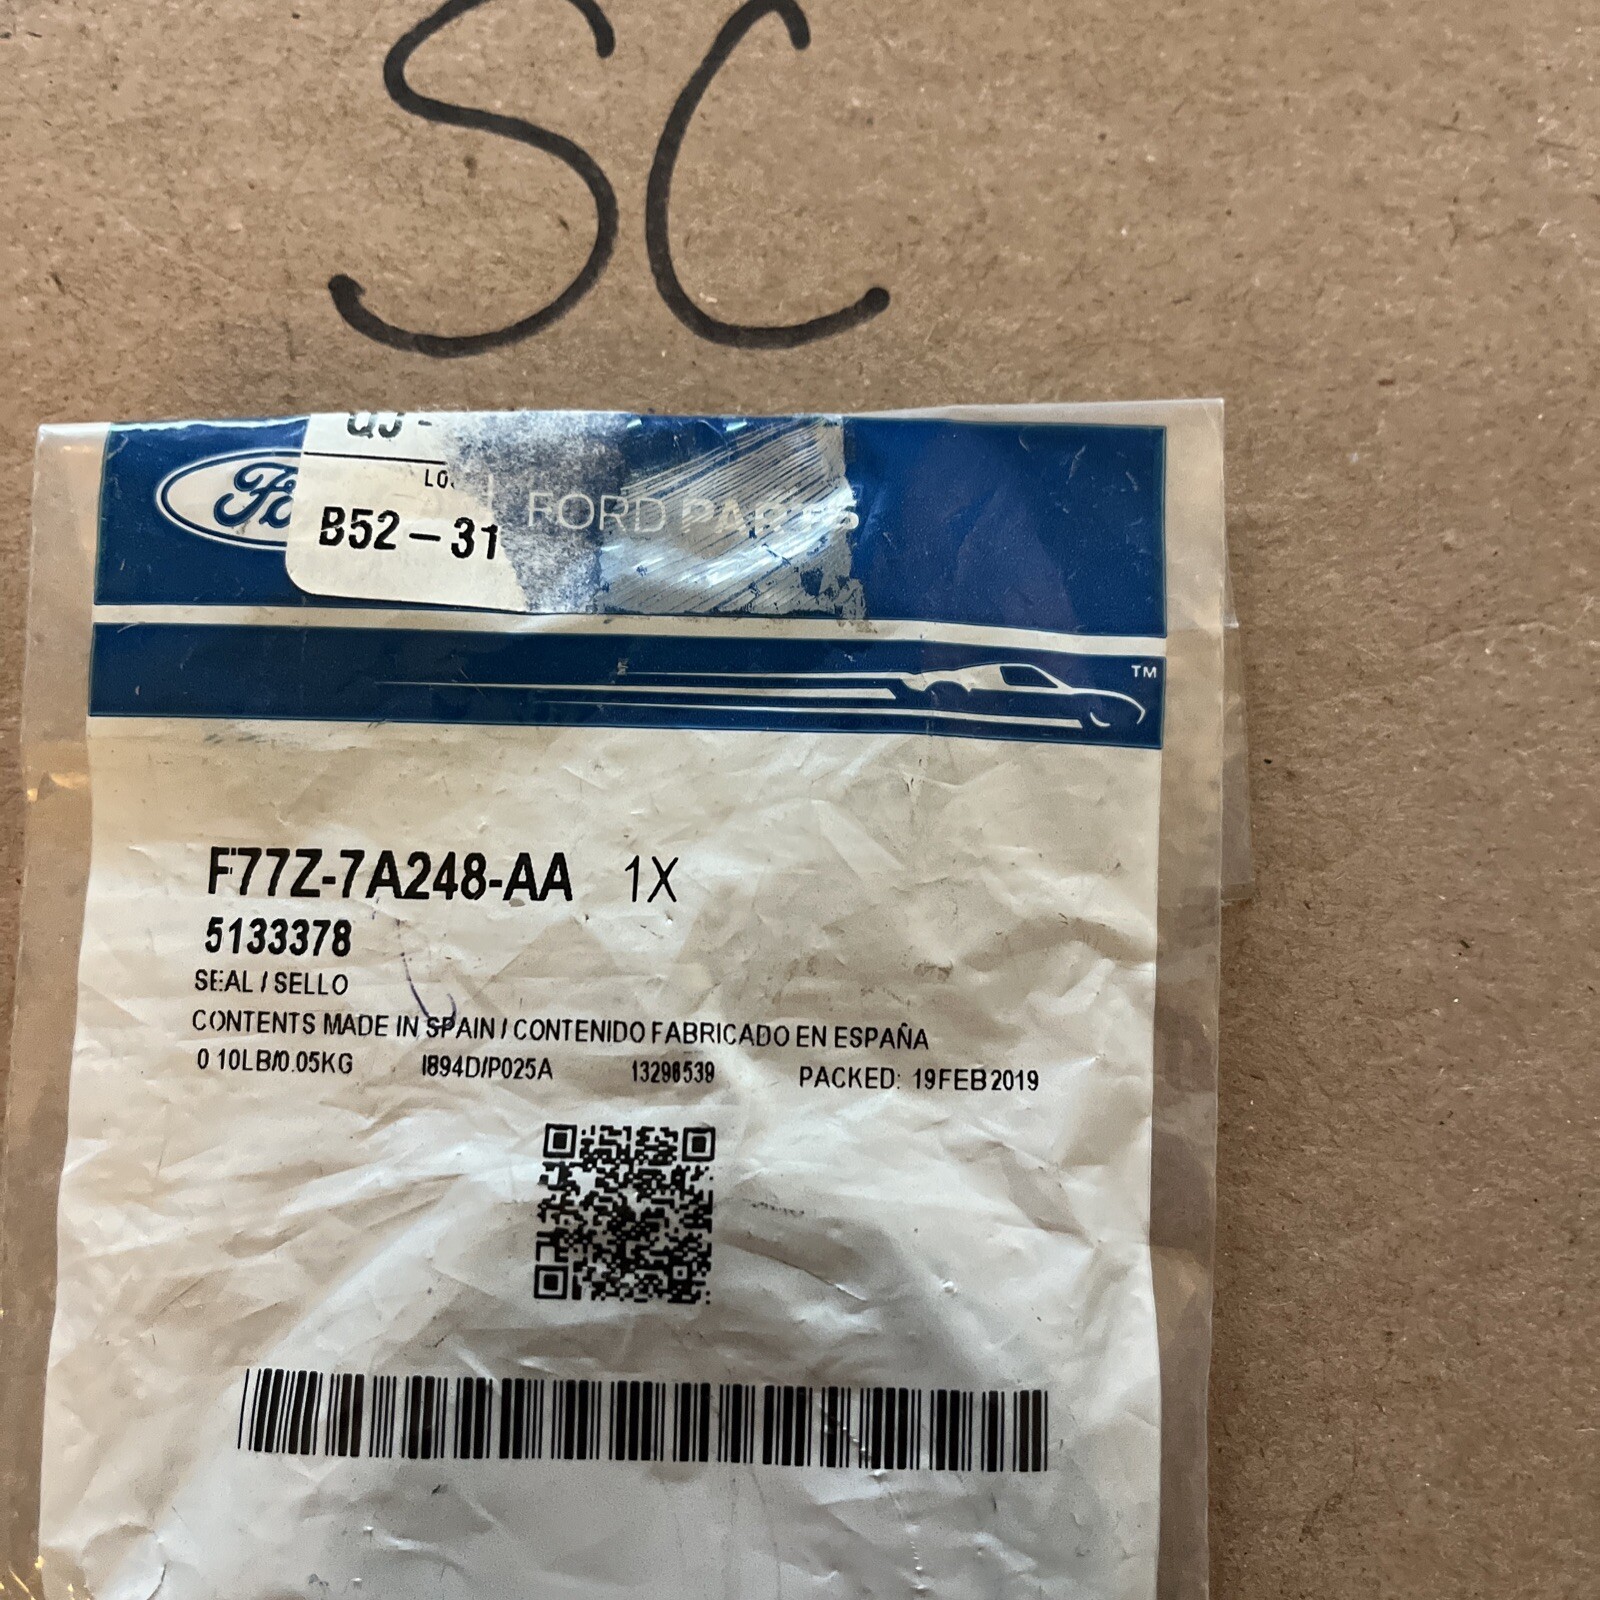 SC
B52-31
FORD PARTS
TM
F77Z-7A248-AA 1X
5133378
SEAL / SELLO
CONTENTS MADE IN SPAIN / CONTENIDO FABRICADO EN ESPAÑA
0 10LB/0.05KG I894D/P025A 13298539 PACKED: 19FEB2019